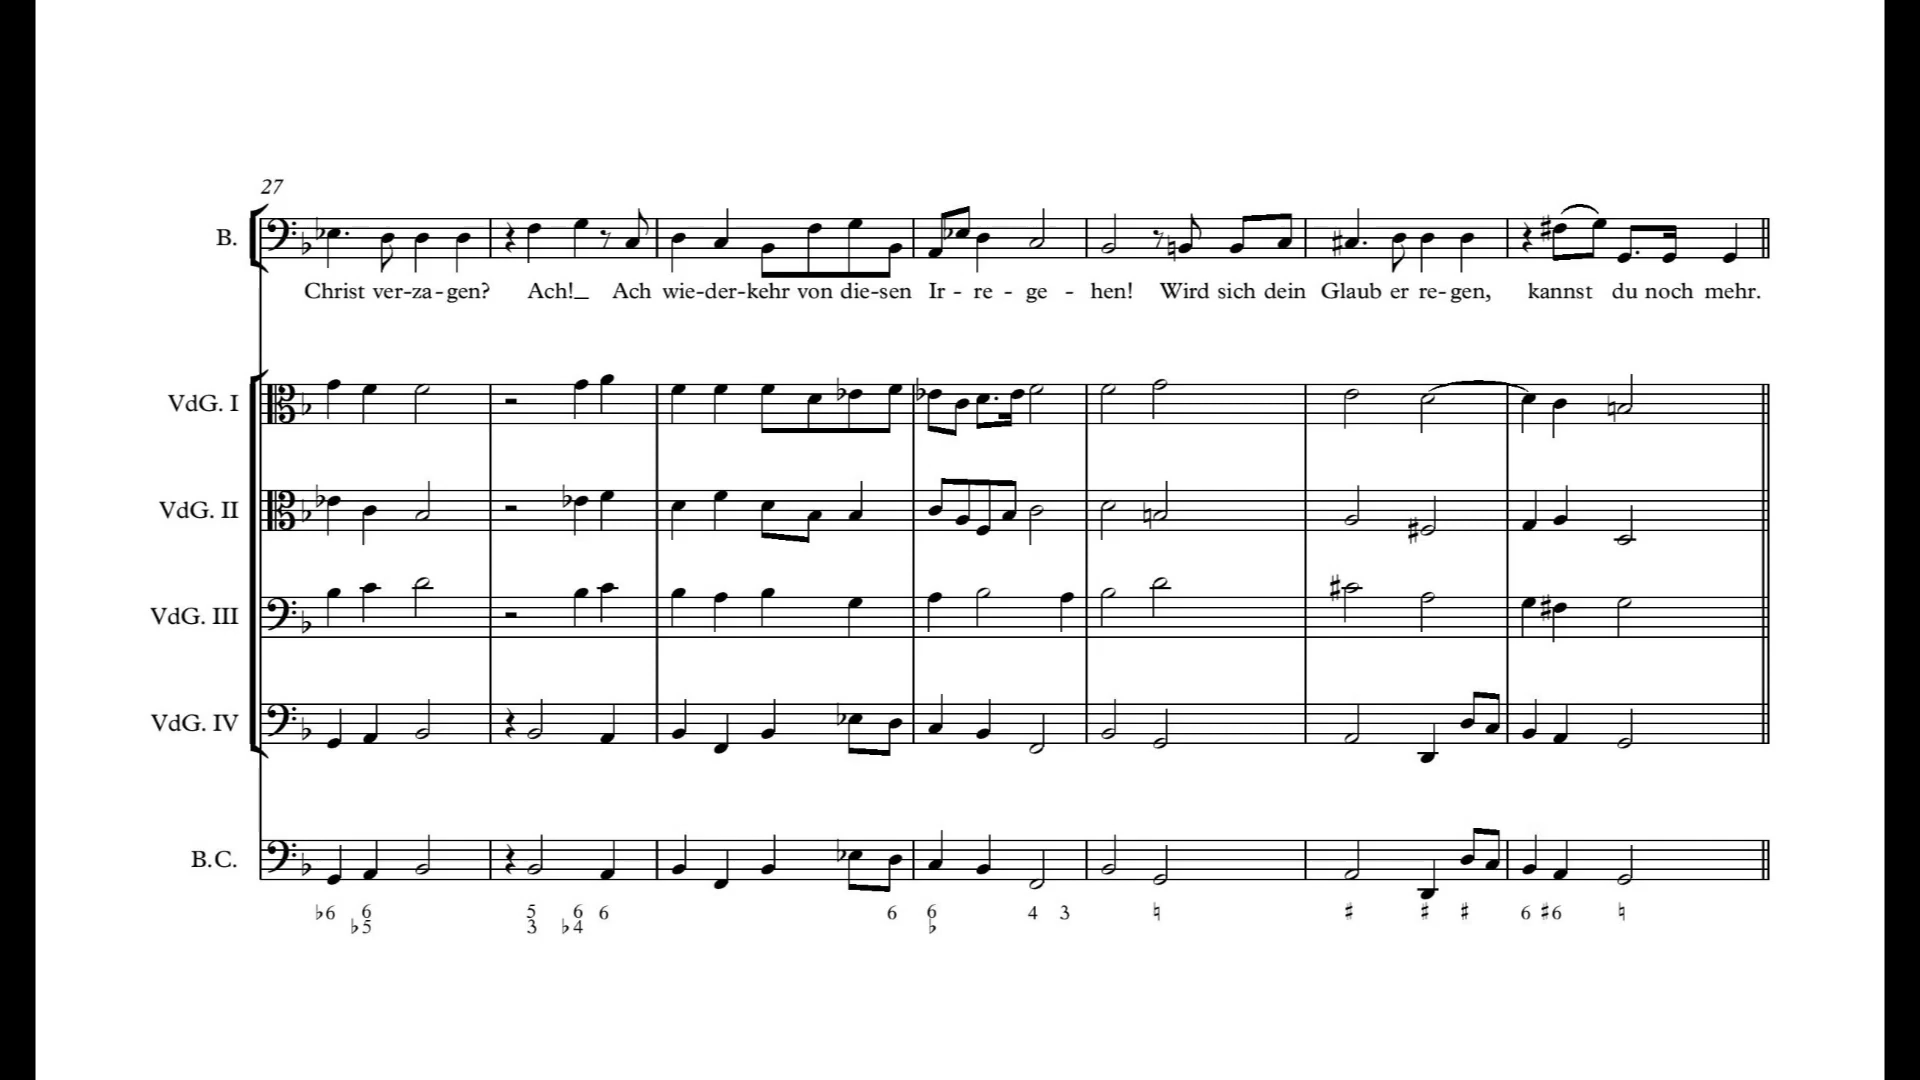 27
B.
Christ ver-za-gen? Ach!_ Ach wie-der-kehr von die-sen Ir - re - ge - hen! Wird sich dein Glaub er re-gen, kannst du noch mehr.
VdG. I
VdG. II
VdG. III
VdG. IV
B.C.
♭6 6 5 6 6 6 6 4 3 ♮ ♯ ♯ ♯ 6 ♯6 ♮
♭5 3 ♭4 ♭